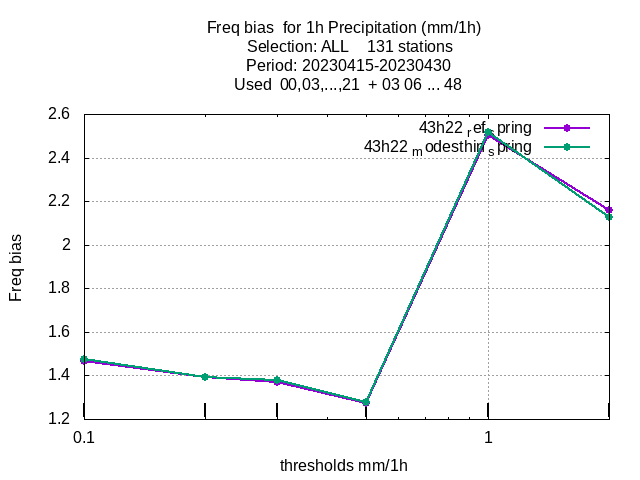 Freq bias  for 1h Precipitation (mm/1h)
Selection: ALL    131 stations
Period: 20230415-20230430
Used  00,03,...,21  + 03 06 ... 48
43h22 ref spring
43h22 modesthin spring
2.6
2.4
2.2
2
1.8
1.6
1.4
1.2
Freq bias
0.1
1
thresholds mm/1h